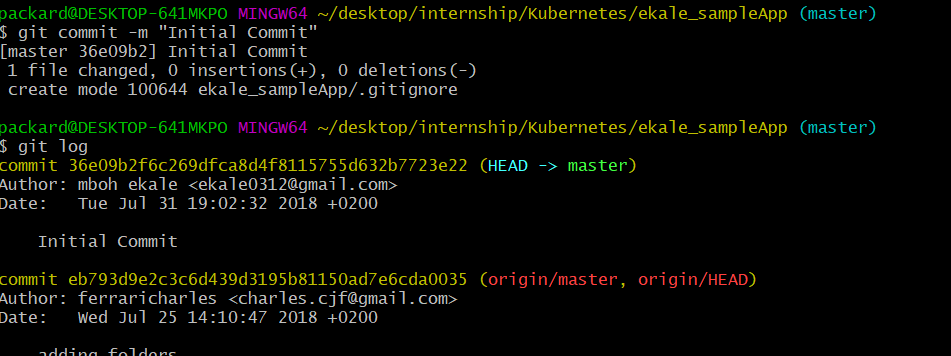 packard@DESKTOP-641MKPO MINGW64 ~/desktop/internship/Kubernetes/ekale_sampleApp (master)
$ git commit -m "Initial Commit"
[master 36e09b2] Initial Commit
 1 file changed, 0 insertions(+), 0 deletions(-)
 create mode 100644 ekale_sampleApp/.gitignore

packard@DESKTOP-641MKPO MINGW64 ~/desktop/internship/Kubernetes/ekale_sampleApp (master)
$ git log
commit 36e09b2f6c269dfca8d4f8115755d632b7723e22 (HEAD -> master)
Author: mboh ekale <ekale0312@gmail.com>
Date:   Tue Jul 31 19:02:32 2018 +0200

    Initial Commit

commit eb793d9e2c3c6d439d3195b81150ad7e6cda0035 (origin/master, origin/HEAD)
Author: ferraricharles <charles.cjf@gmail.com>
Date:   Wed Jul 25 14:10:47 2018 +0200

    adding folders